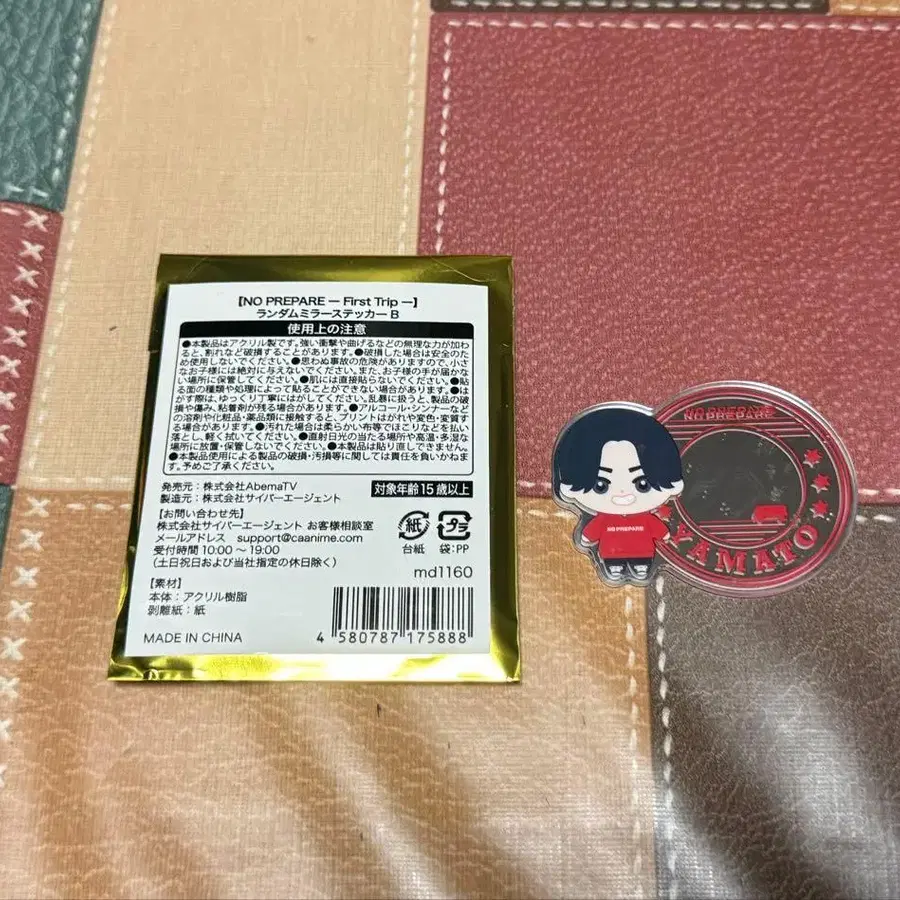 【NO PREPARE ー First Trip ー】
ランダムミラーステッカー B
使用上の注意
●本製品はアクリル製です。強い衝撃や曲げるなどの無理な力が加わ
ると、割れなど破損することがあります。●破損した場合は安全のた
め使用しないでください。●思わぬ事故の危険がありますので、小さ
なお子様には絶対に与えないでください。また、お子様の手が届かな
い場所に保管してください。●肌には直接貼らないでください。●貼
る面の種類や処理によって貼ることができない場合があります。●は
がす時は、ゆっくり丁寧にはがしてください。乱暴に扱うと、製品の破
損や傷み、粘着剤が残る場合があります。●アルコール・シンナーなど
の溶剤や化粧品・薬品類に接触すると、プリントはがれや変色・変質す
る場合があります。●汚れた場合は柔らかい布等でほこりなどを払い
落とし、軽く拭いてください。●直射日光の当たる場所や高温・多湿な
場所に放置・保管しないでください。●本製品は貼り直しできません。
●本製品使用による製品の破損・汚損等に関しては責任を負いかねま
す。予めご了承ください。
発売元：株式会社AbemaTV
製造元：株式会社サイバーエージェント
対象年齢15歳以上
【お問い合わせ先】
株式会社サイバーエージェント お客様相談室
メールアドレス support@caanime.com
受付時間 10:00 ～ 19:00
(土日祝日および当社指定の休日除く)
紙
台紙
プラ
袋：PP
md1160
【素材】
本体：アクリル樹脂
剥離紙：紙
MADE IN CHINA
4 580787 175888
NO PREPARE
NO PREPARE
YAMATO